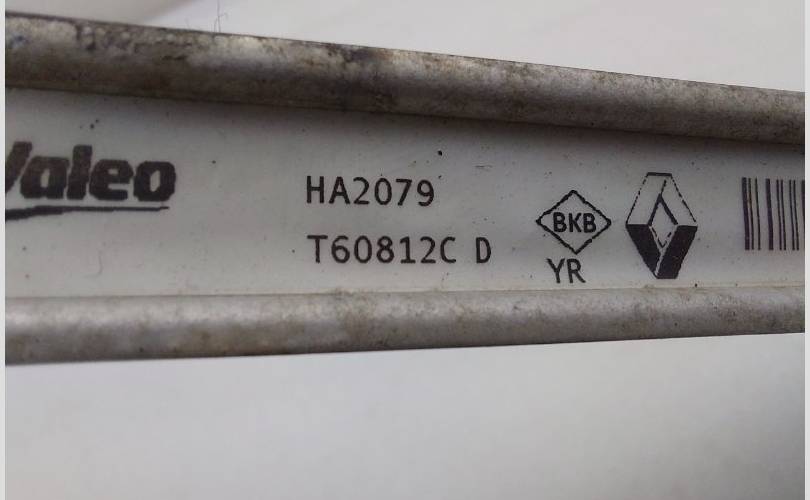 Valeo
HA2079
T60812C D
BKB
YR